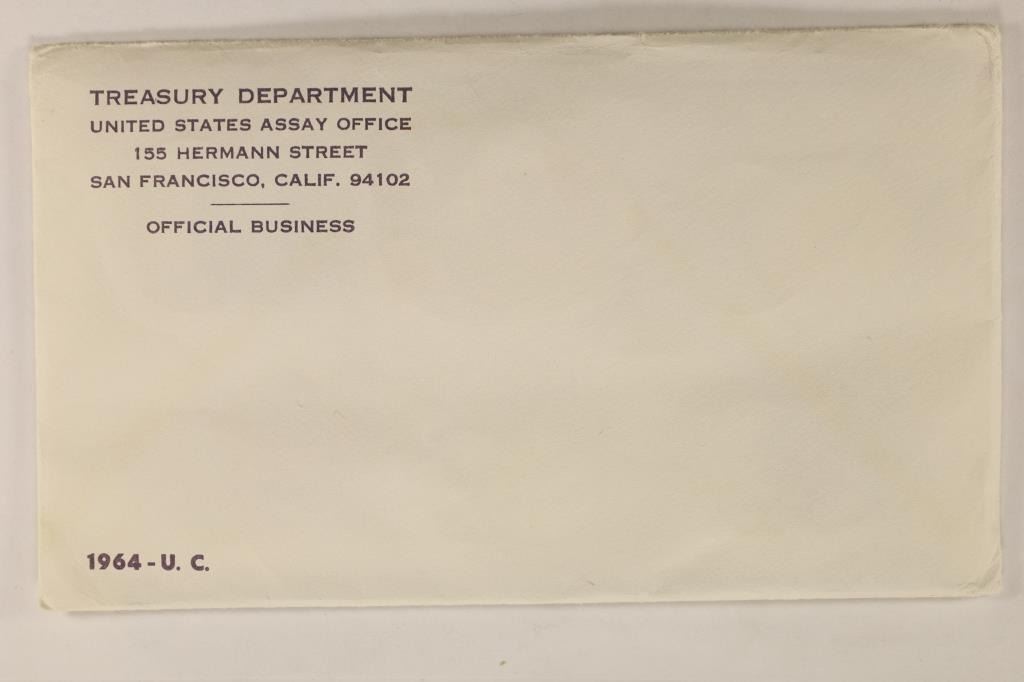 TREASURY DEPARTMENT
UNITED STATES ASSAY OFFICE
155 HERMANN STREET
SAN FRANCISCO, CALIF. 94102
OFFICIAL BUSINESS
1964 - U. C.